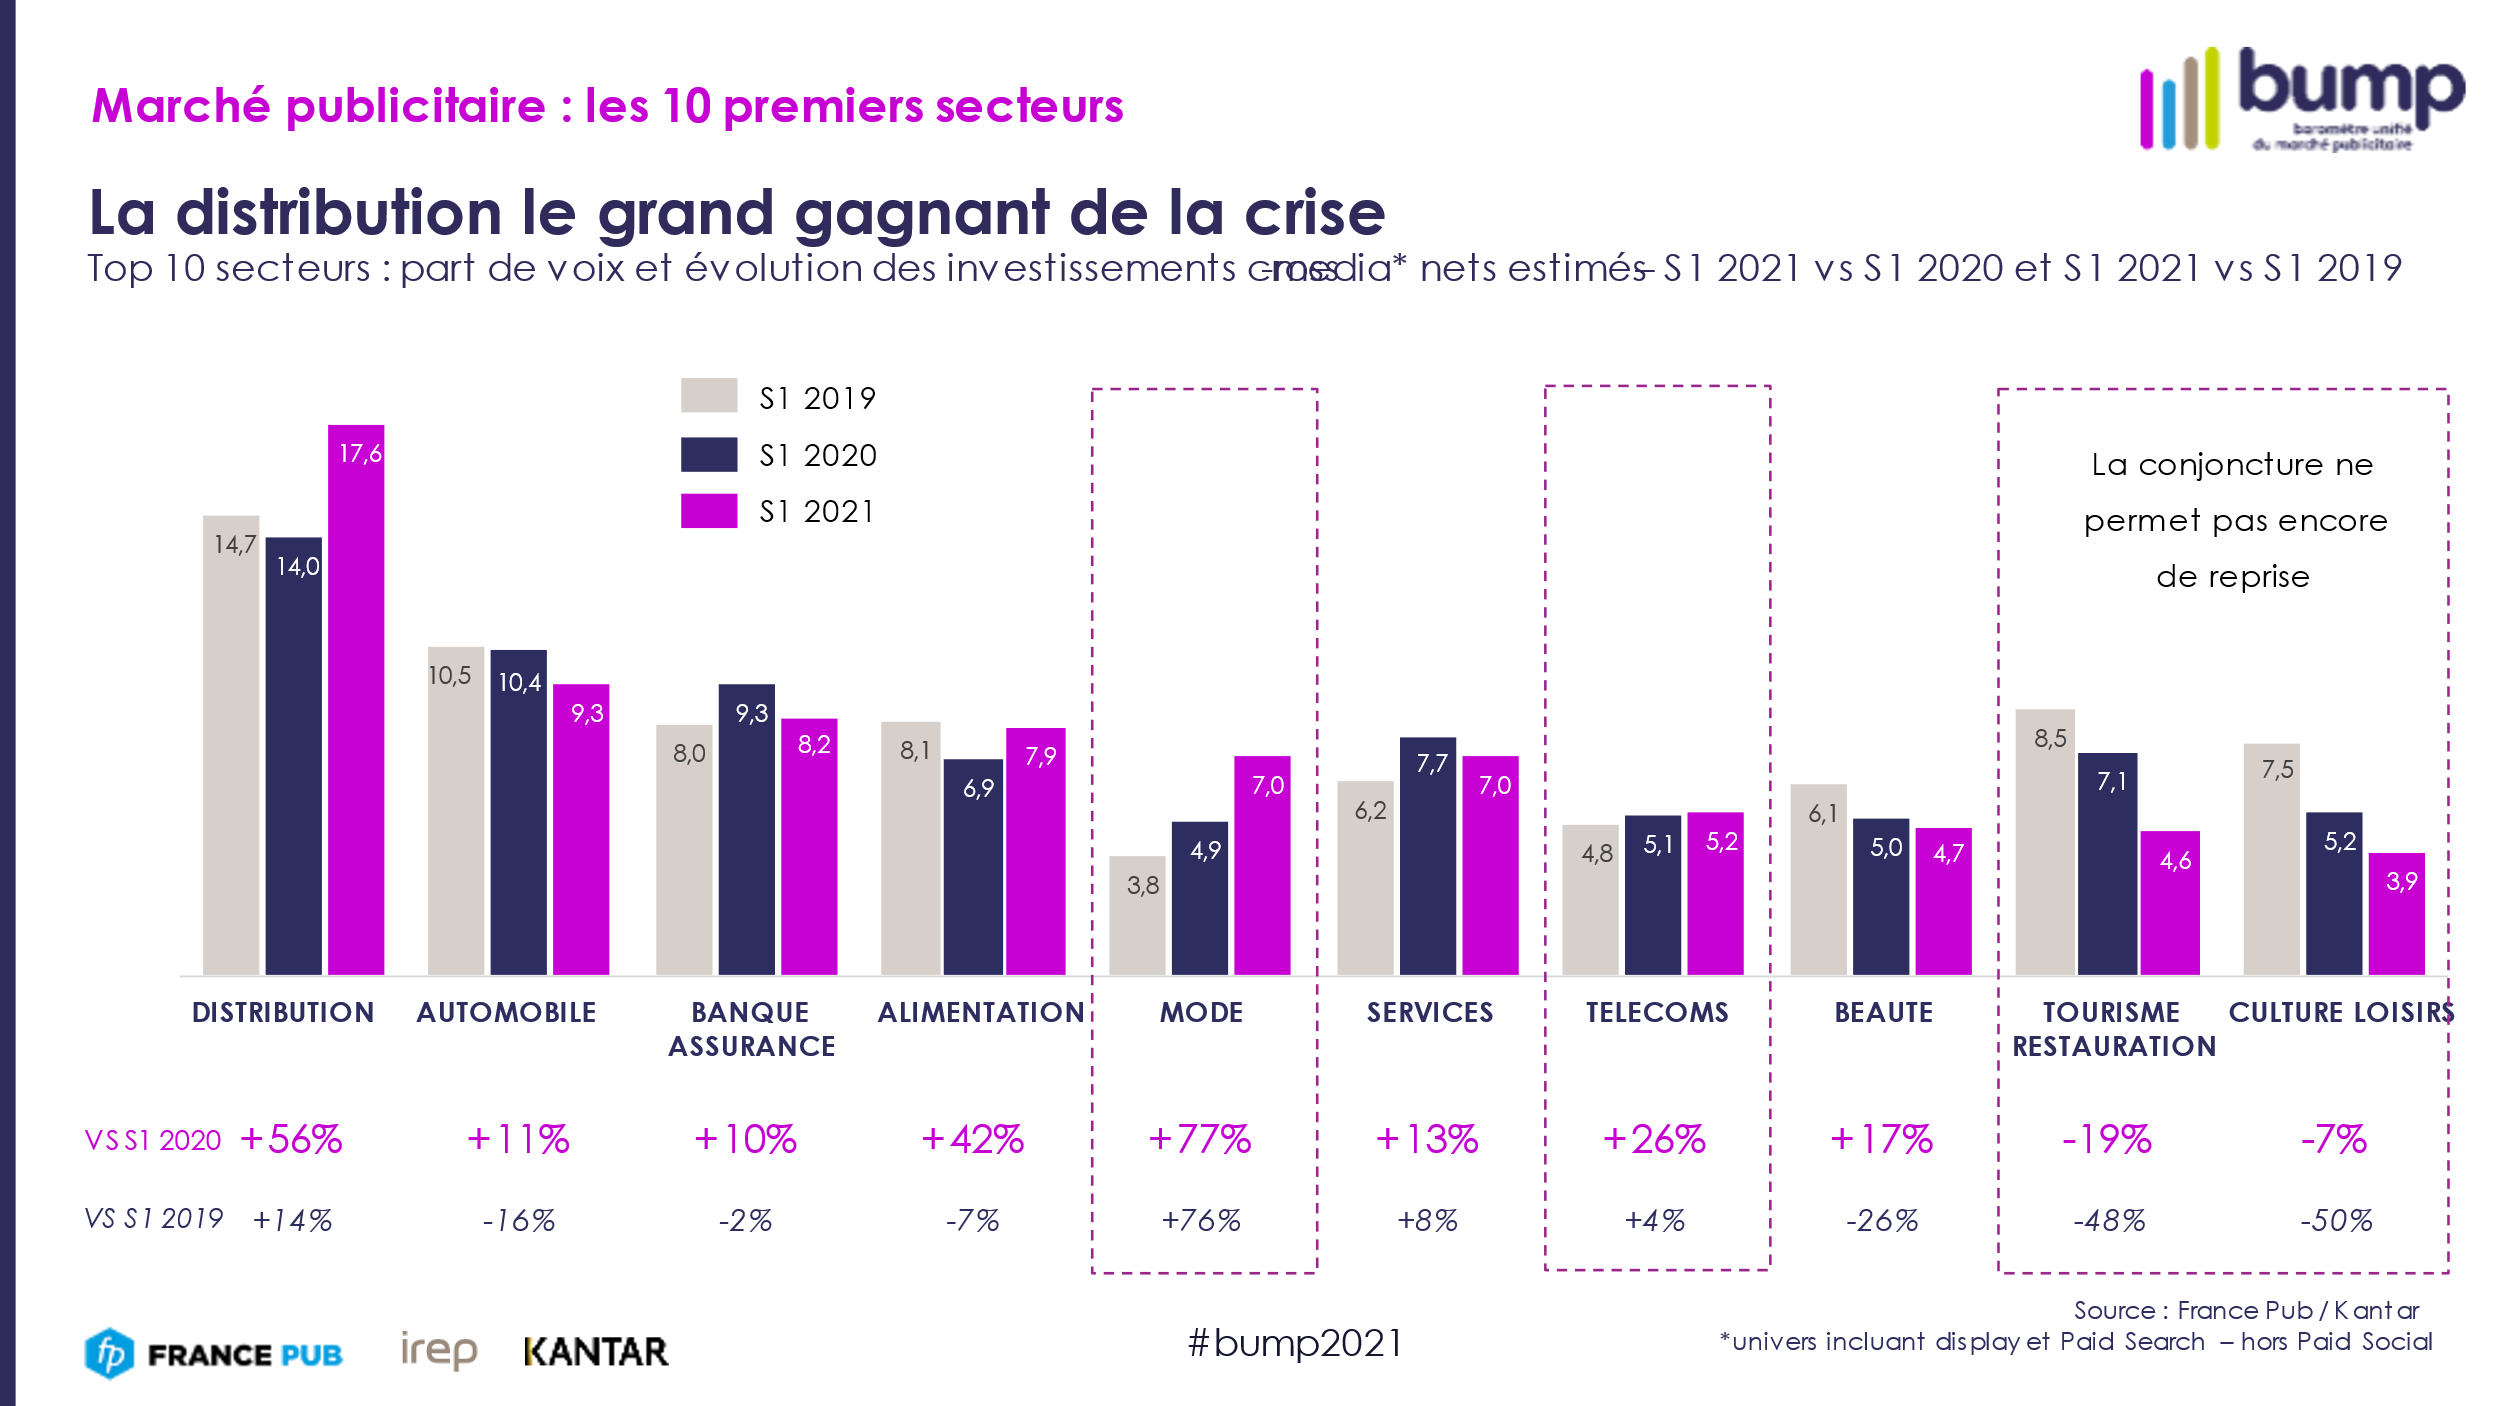 Marché publicitaire : les 10 premiers secteurs
bump
baromètre unifié
du marché publicitaire
La distribution le grand gagnant de la crise
Top 10 secteurs : part de voix et évolution des investissements cross-media* nets estimés – S1 2021 vs S1 2020 et S1 2021 vs S1 2019
S1 2019
S1 2020
S1 2021
La conjoncture ne
permet pas encore
de reprise
14,7 14,0 17,6
10,5 10,4 9,3
8,0 9,3 8,2
8,1 6,9 7,9
3,8 4,9 7,0
6,2 7,7 7,0
4,8 5,1 5,2
6,1 5,0 4,7
8,5 7,1 4,6
7,5 5,2 3,9
DISTRIBUTION
AUTOMOBILE
BANQUE
ASSURANCE
ALIMENTATION
MODE
SERVICES
TELECOMS
BEAUTE
TOURISME
RESTAURATION
CULTURE LOISIRS
VS S1 2020 +56% +11% +10% +42% +77% +13% +26% +17% -19% -7%
VS S1 2019 +14% -16% -2% -7% +76% +8% +4% -26% -48% -50%
Source : France Pub / Kantar
*univers incluant display et Paid Search – hors Paid Social
fp FRANCE PUB
irep
KANTAR
#bump2021